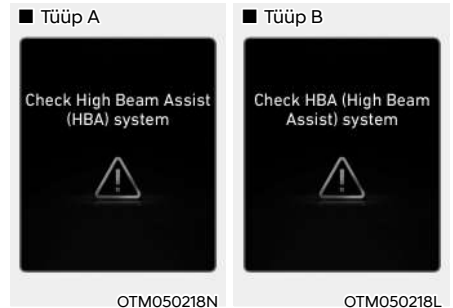 ■ Tüüp A
Check High Beam Assist
(HBA) system
OTM050218N
■ Tüüp B
Check HBA (High Beam
Assist) system
OTM050218L